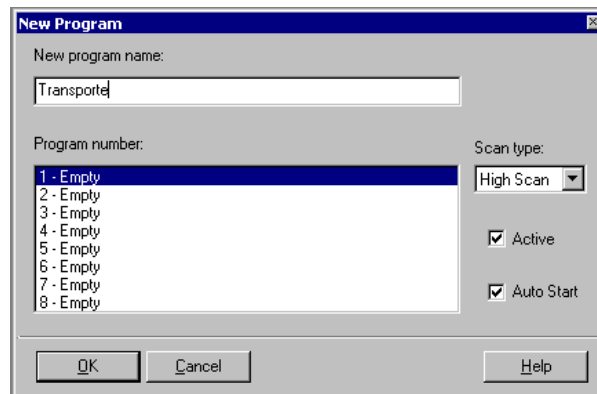 New Program
New program name:
Transporte
Program number:
Scan type:
1 - Empty
High Scan
2 - Empty
3 - Empty
4 - Empty
Active
5 - Empty
6 - Empty
7 - Empty
Auto Start
8 - Empty
OK
Cancel
Help